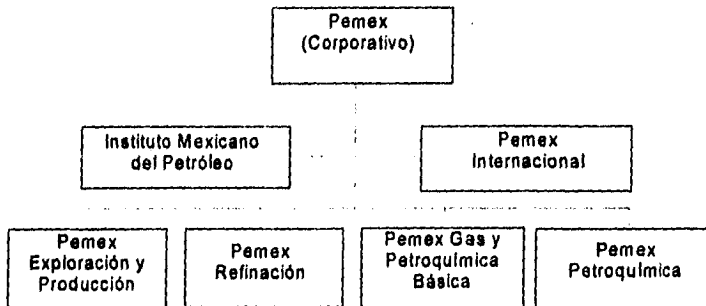 Pemex
(Corporativo)
Instituto Mexicano
del Petróleo
Pemex
Internacional
Pemex
Exploración y
Producción
Pemex
Refinación
Pemex Gas y
Petroquímica
Básica
Pemex
Petroquímica